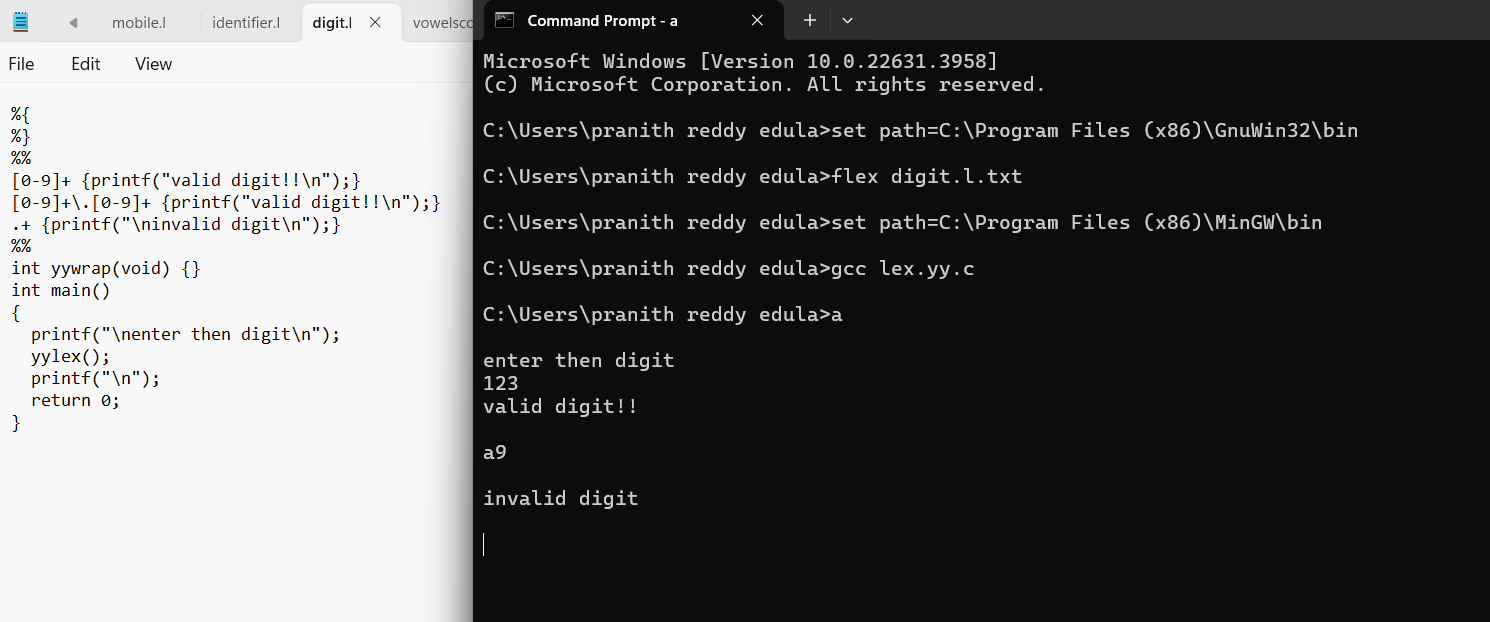 mobile.l
identifier.l
digit.l
vowelsco
File Edit View
%{
%}
%%
[0-9]+ {printf("valid digit!!\n");}
[0-9]+\.[0-9]+ {printf("valid digit!!\n");}
.+ {printf("\ninvalid digit\n");}
%%
int yywrap(void) {}
int main()
{
  printf("\nenter then digit\n");
  yylex();
  printf("\n");
  return 0;
}
Command Prompt - a
Microsoft Windows [Version 10.0.22631.3958]
(c) Microsoft Corporation. All rights reserved.
C:\Users\pranith reddy edula>set path=C:\Program Files (x86)\GnuWin32\bin
C:\Users\pranith reddy edula>flex digit.l.txt
C:\Users\pranith reddy edula>set path=C:\Program Files (x86)\MinGW\bin
C:\Users\pranith reddy edula>gcc lex.yy.c
C:\Users\pranith reddy edula>a
enter then digit
123
valid digit!!
a9
invalid digit